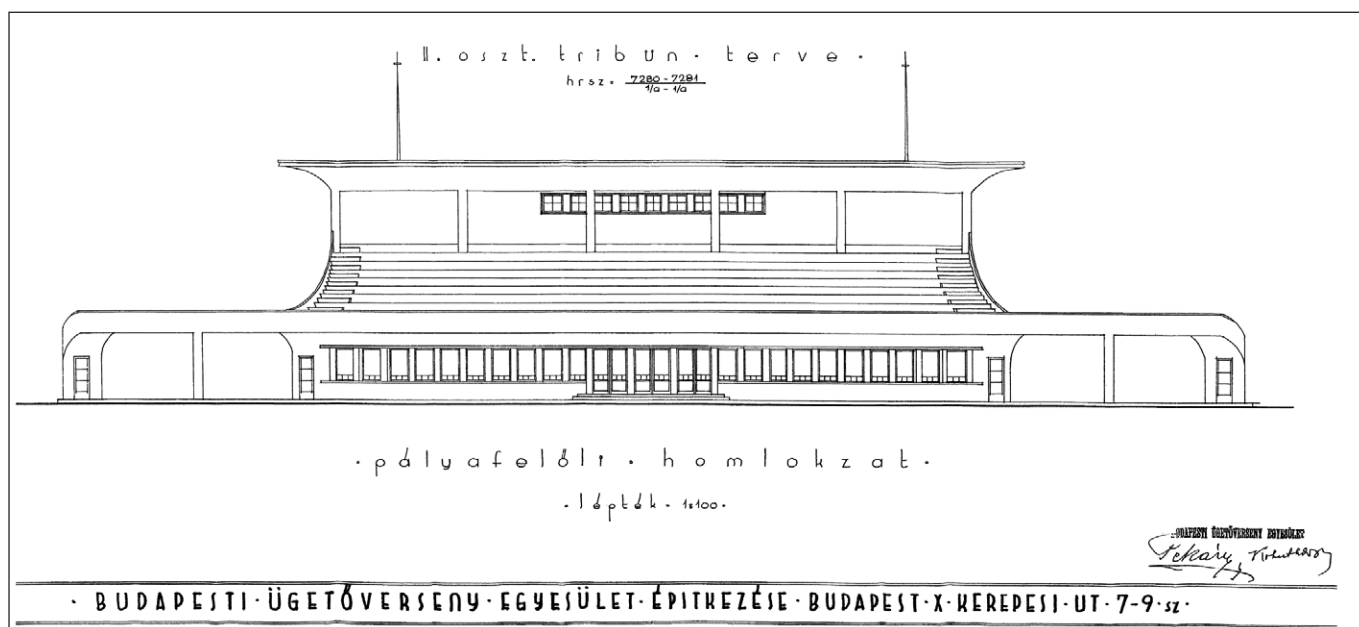 II. oszt. tribun · terve ·
hrsz · 7280 - 7281
1/a - 1/a
· pályafelőli · homlokzat ·
· lépték · 1:100 ·
BUDAPESTI ÜGETŐVERSENY EGYESÜLET
· BUDAPESTI · ÜGETŐVERSENY · EGYESÜLET · ÉPITKEZÉSE · BUDAPEST · X · KEREPESI · UT · 7-9 · sz ·